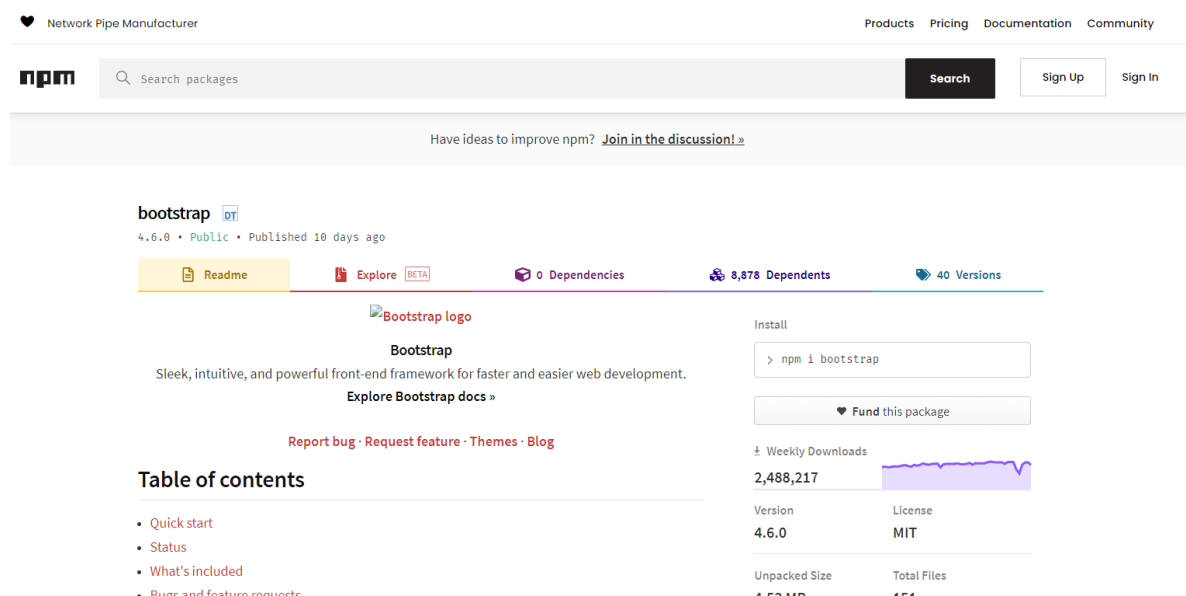 Network Pipe Manufacturer
Products Pricing Documentation Community
npm
Search packages
Search
Sign Up
Sign In
Have ideas to improve npm? Join in the discussion! »
bootstrap DT
4.6.0 • Public • Published 10 days ago
Readme
Explore BETA
0 Dependencies
8,878 Dependents
40 Versions
Bootstrap logo
Bootstrap
Sleek, intuitive, and powerful front-end framework for faster and easier web development.
Explore Bootstrap docs »
Report bug · Request feature · Themes · Blog
Table of contents
• Quick start
• Status
• What's included
• Bugs and feature requests
Install
> npm i bootstrap
Fund this package
Weekly Downloads
2,488,217
Version License
4.6.0 MIT
Unpacked Size Total Files